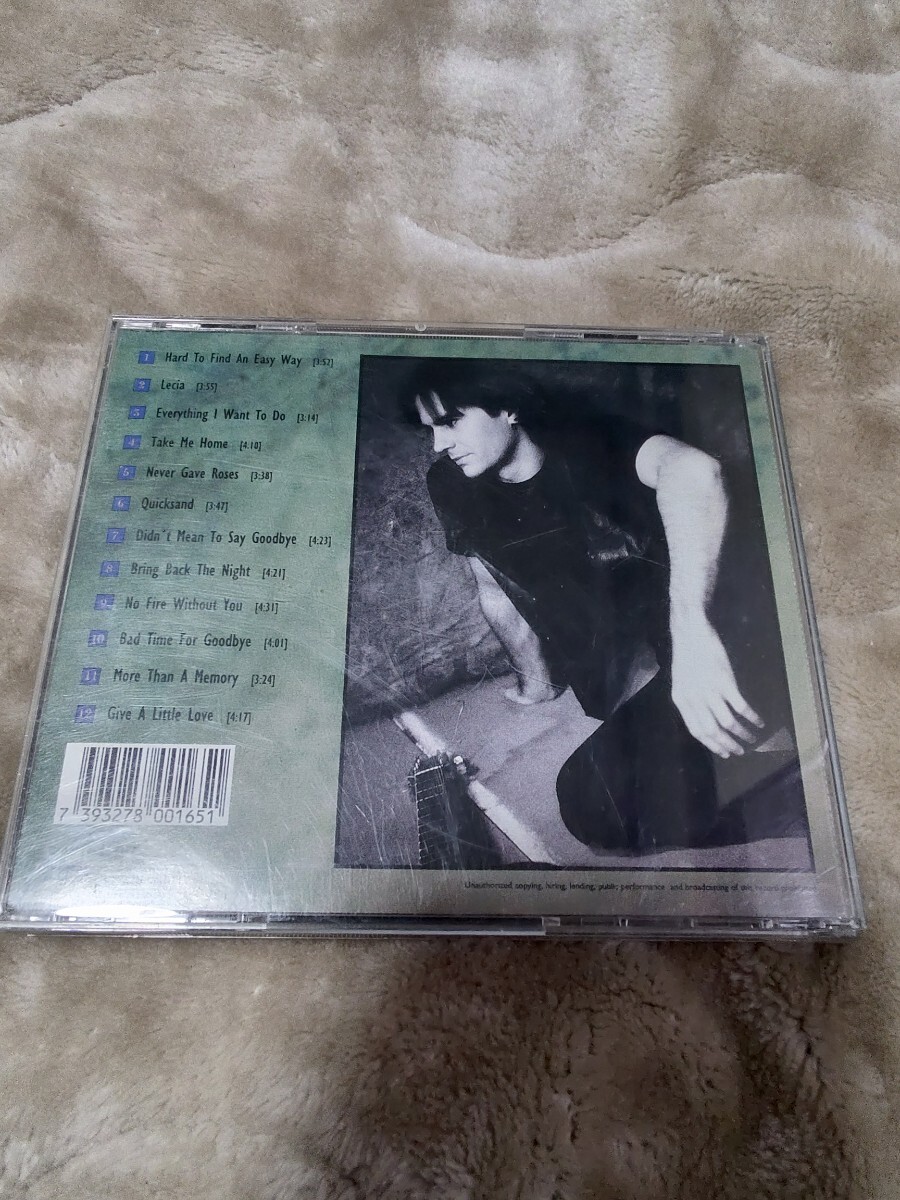 1 Hard To Find An Easy Way [3:52]
2 Lecia [3:55]
3 Everything I Want To Do [3:14]
4 Take Me Home [4:10]
5 Never Gave Roses [3:38]
6 Quicksand [3:47]
7 Didn't Mean To Say Goodbye [4:23]
8 Bring Back The Night [4:21]
9 No Fire Without You [4:31]
10 Bad Time For Goodbye [4:01]
11 More Than A Memory [3:24]
12 Give A Little Love [4:17]
7 393278 001651
Unauthorized copying, hiring, lending, public performance and broadcasting of this record